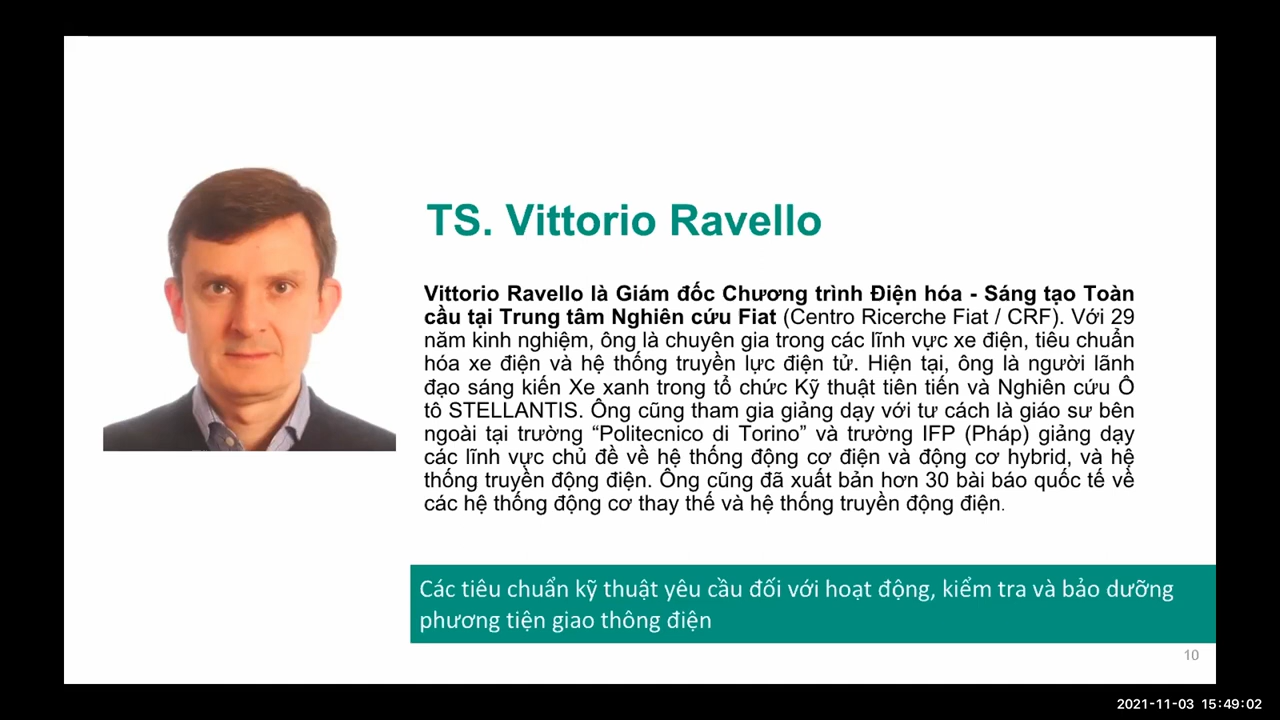 TS. Vittorio Ravello
Vittorio Ravello là Giám đốc Chương trình Điện hóa - Sáng tạo Toàn
cầu tại Trung tâm Nghiên cứu Fiat (Centro Ricerche Fiat / CRF). Với 29
năm kinh nghiệm, ông là chuyên gia trong các lĩnh vực xe điện, tiêu chuẩn
hóa xe điện và hệ thống truyền lực điện tử. Hiện tại, ông là người lãnh
đạo sáng kiến Xe xanh trong tổ chức Kỹ thuật tiên tiến và Nghiên cứu Ô
tô STELLANTIS. Ông cũng tham gia giảng dạy với tư cách là giáo sư bên
ngoài tại trường “Politecnico di Torino” và trường IFP (Pháp) giảng dạy
các lĩnh vực chủ đề về hệ thống động cơ điện và động cơ hybrid, và hệ
thống truyền động điện. Ông cũng đã xuất bản hơn 30 bài báo quốc tế về
các hệ thống động cơ thay thế và hệ thống truyền động điện.
Các tiêu chuẩn kỹ thuật yêu cầu đối với hoạt động, kiểm tra và bảo dưỡng
phương tiện giao thông điện
10
2021-11-03 15:49:02